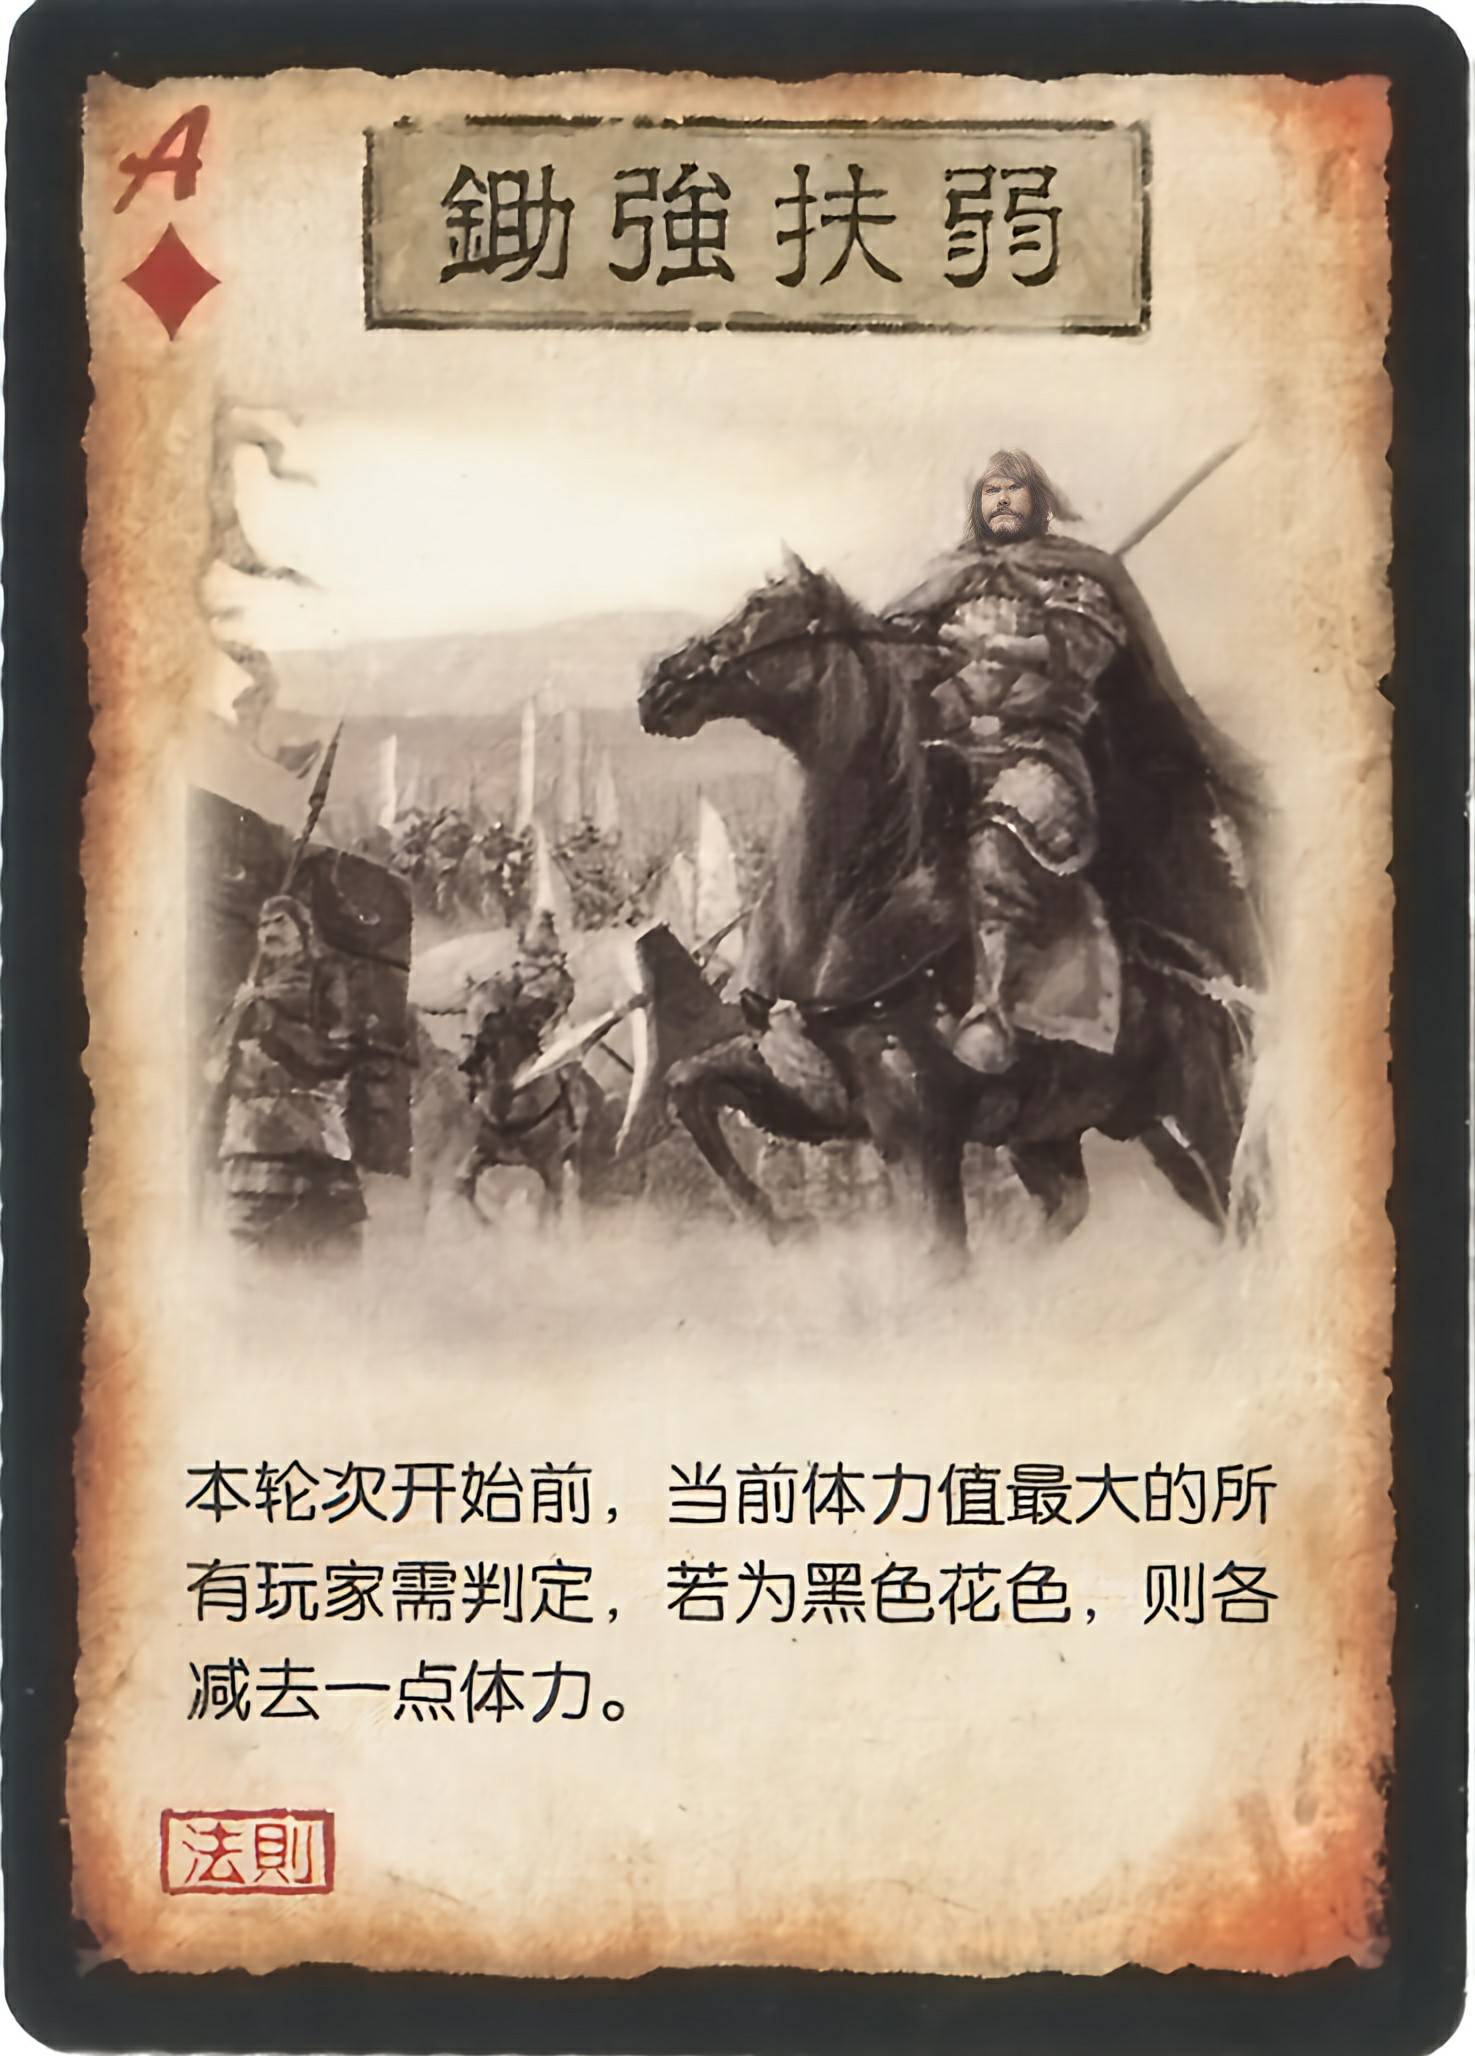 A
鋤強扶弱
本轮次开始前，当前体力值最大的所
有玩家需判定，若为黑色花色，则各
减去一点体力。
法則